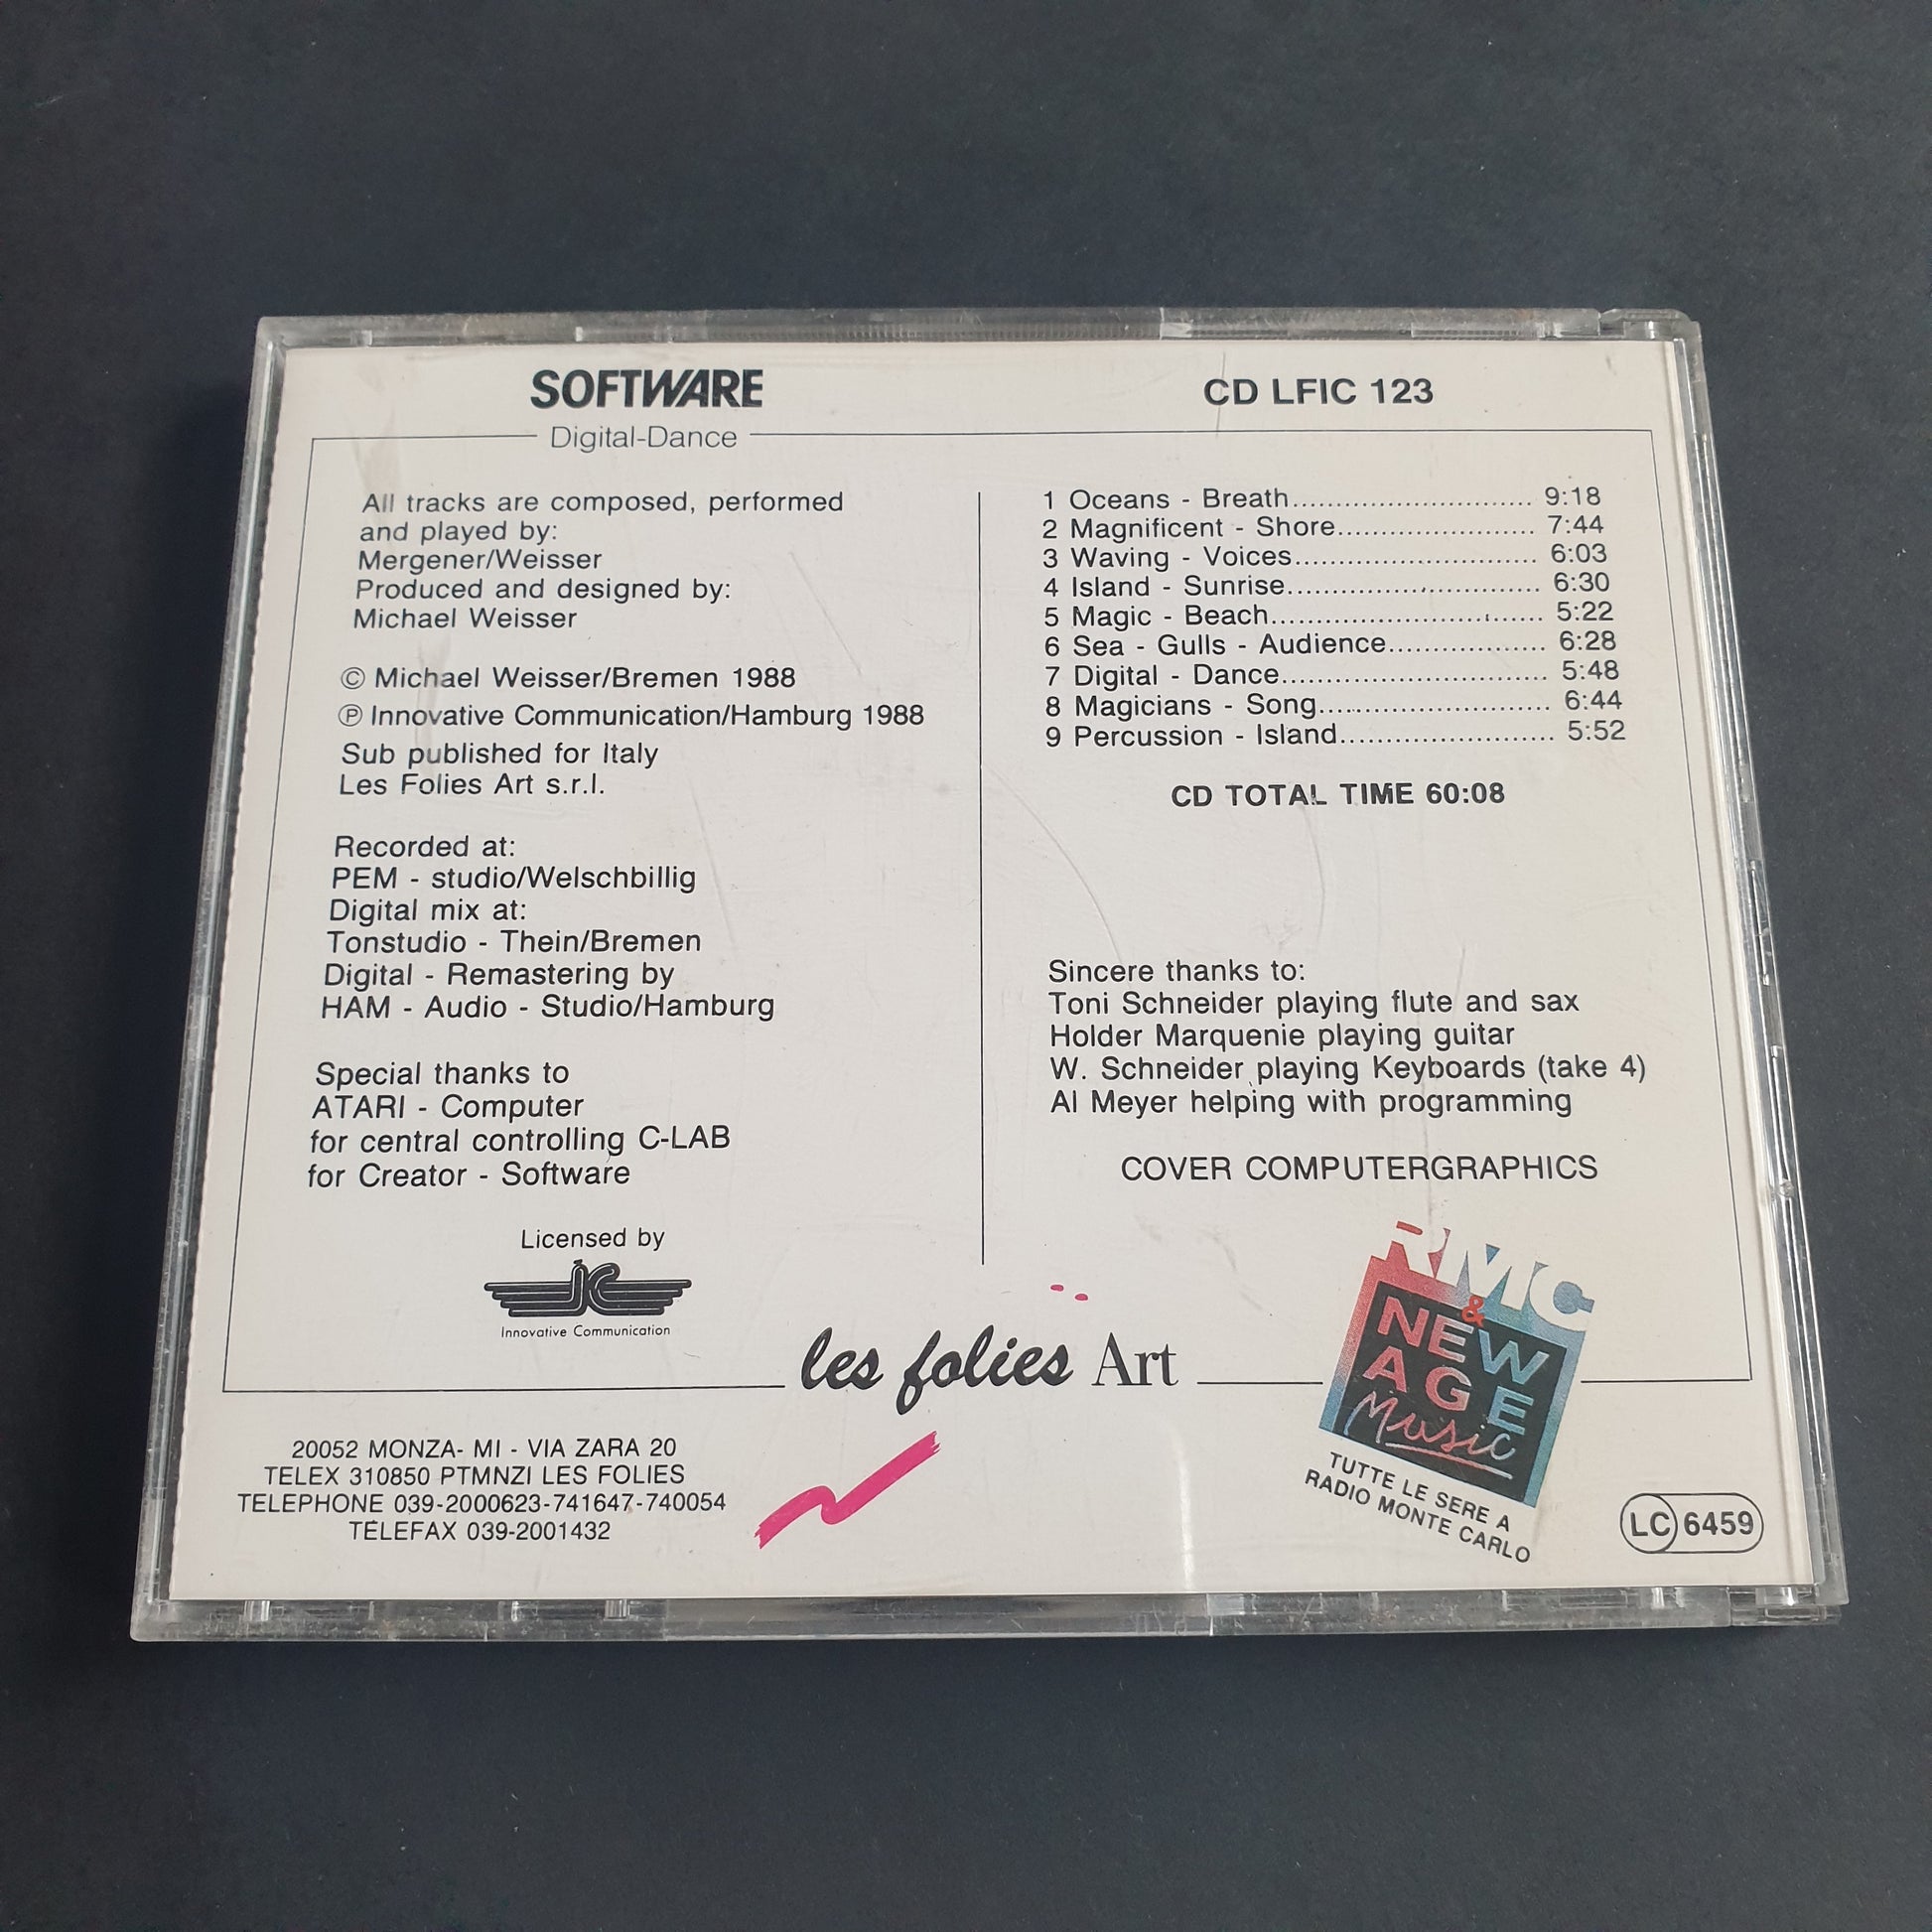 SOFTWARE
Digital-Dance
CD LFIC 123
All tracks are composed, performed
and played by:
Mergener/Weisser
Produced and designed by:
Michael Weisser
© Michael Weisser/Bremen 1988
℗ Innovative Communication/Hamburg 1988
Sub published for Italy
Les Folies Art s.r.l.
Recorded at:
PEM - studio/Welschbillig
Digital mix at:
Tonstudio - Thein/Bremen
Digital - Remastering by
HAM - Audio - Studio/Hamburg
Special thanks to
ATARI - Computer
for central controlling C-LAB
for Creator - Software
Licensed by
ic
Innovative Communication
1 Oceans - Breath.............................. 9:18
2 Magnificent - Shore........................ 7:44
3 Waving - Voices.............................. 6:03
4 Island - Sunrise............................... 6:30
5 Magic - Beach................................. 5:22
6 Sea - Gulls - Audience................... 6:28
7 Digital - Dance................................ 5:48
8 Magicians - Song............................ 6:44
9 Percussion - Island.......................... 5:52
CD TOTAL TIME 60:08
Sincere thanks to:
Toni Schneider playing flute and sax
Holder Marquenie playing guitar
W. Schneider playing Keyboards (take 4)
Al Meyer helping with programming
COVER COMPUTERGRAPHICS
les folies Art
20052 MONZA- MI - VIA ZARA 20
TELEX 310850 PTMNZI LES FOLIES
TELEPHONE 039-2000623-741647-740054
TELEFAX 039-2001432
RMC
&
NEW
AGE
Music
TUTTE LE SERE A
RADIO MONTE CARLO
LC 6459